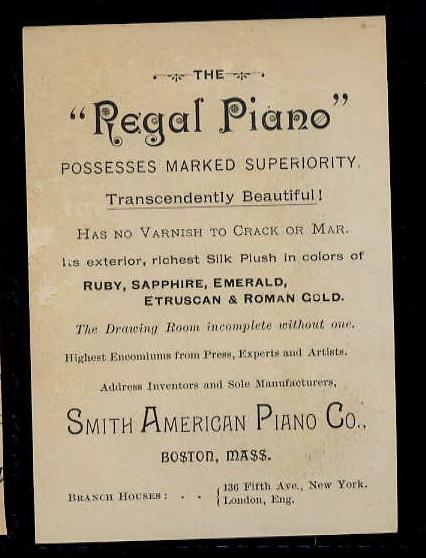 THE
"Regal Piano"
POSSESSES MARKED SUPERIORITY.
Transcendently Beautiful!
HAS NO VARNISH TO CRACK OR MAR.
Its exterior, richest Silk Plush in colors of
RUBY, SAPPHIRE, EMERALD,
ETRUSCAN & ROMAN GOLD.
The Drawing Room incomplete without one.
Highest Encomiums from Press, Experts and Artists.
Address Inventors and Sole Manufacturers,
SMITH AMERICAN PIANO CO.,
BOSTON, MASS.
BRANCH HOUSES: . . { 136 Fifth Ave., New York.
{ London, Eng.